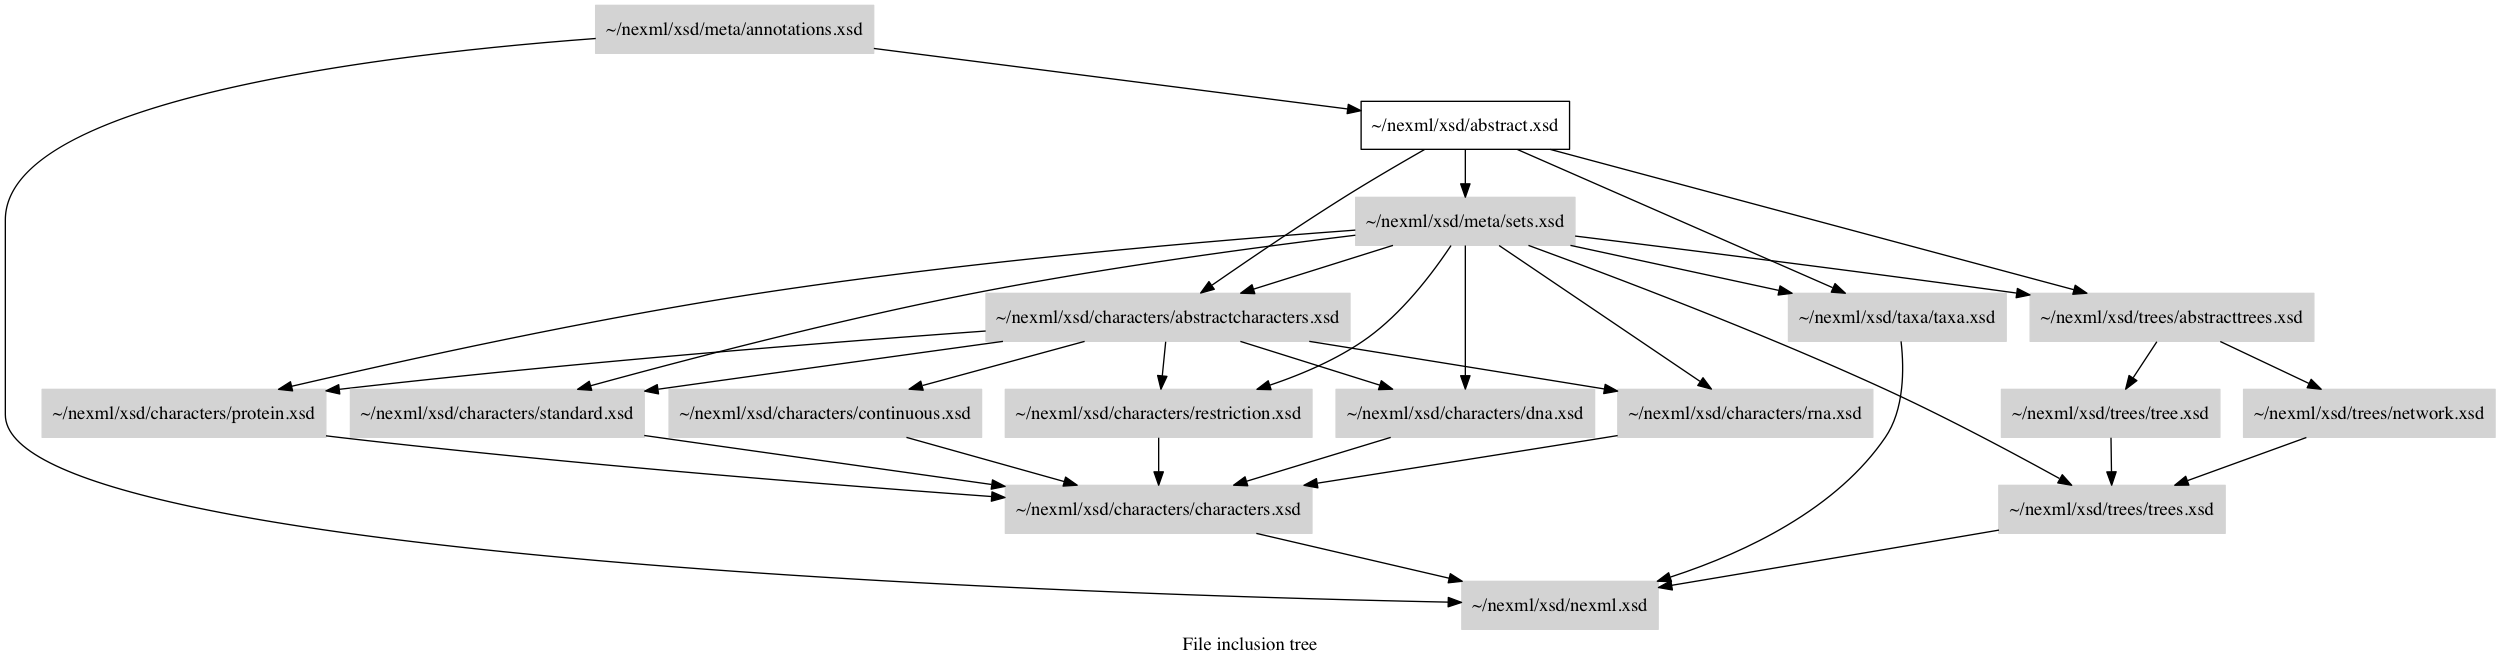 ~/nexml/xsd/meta/annotations.xsd
~/nexml/xsd/abstract.xsd
~/nexml/xsd/meta/sets.xsd
~/nexml/xsd/characters/abstractcharacters.xsd
~/nexml/xsd/taxa/taxa.xsd
~/nexml/xsd/trees/abstracttrees.xsd
~/nexml/xsd/characters/protein.xsd
~/nexml/xsd/characters/standard.xsd
~/nexml/xsd/characters/continuous.xsd
~/nexml/xsd/characters/restriction.xsd
~/nexml/xsd/characters/dna.xsd
~/nexml/xsd/characters/rna.xsd
~/nexml/xsd/trees/tree.xsd
~/nexml/xsd/trees/network.xsd
~/nexml/xsd/characters/characters.xsd
~/nexml/xsd/trees/trees.xsd
~/nexml/xsd/nexml.xsd
File inclusion tree